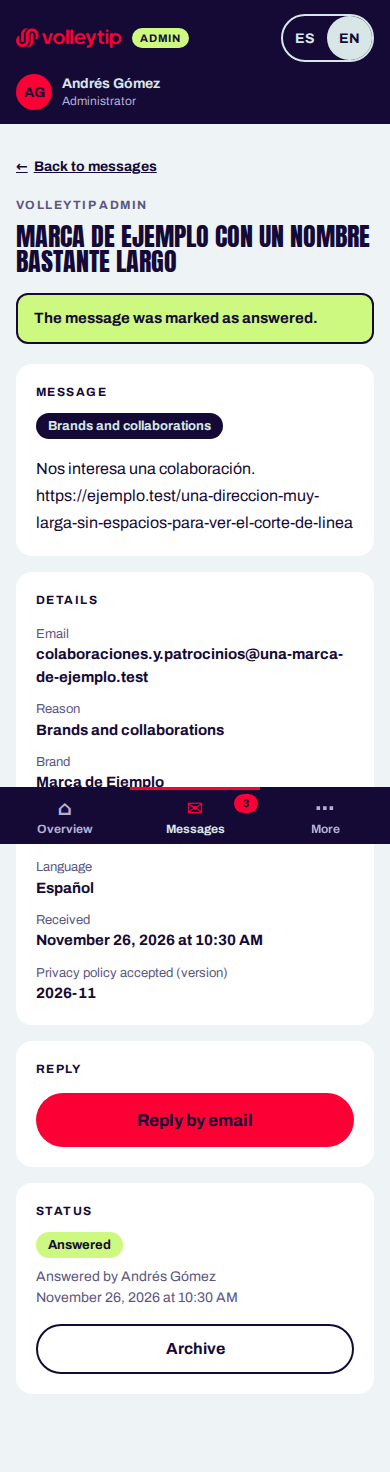 volleytip ADMIN ES EN
AG Andrés Gómez
Administrator
← Back to messages
VOLLEYTIP ADMIN
MARCA DE EJEMPLO CON UN NOMBRE
BASTANTE LARGO
The message was marked as answered.
MESSAGE
Brands and collaborations
Nos interesa una colaboración.
https://ejemplo.test/una-direccion-muy-
larga-sin-espacios-para-ver-el-corte-de-linea
DETAILS
Email
colaboraciones.y.patrocinios@una-marca-
de-ejemplo.test
Reason
Brands and collaborations
Brand
Marca de Ejemplo
3
Overview Messages More
Language
Español
Received
November 26, 2026 at 10:30 AM
Privacy policy accepted (version)
2026-11
REPLY
Reply by email
STATUS
Answered
Answered by Andrés Gómez
November 26, 2026 at 10:30 AM
Archive